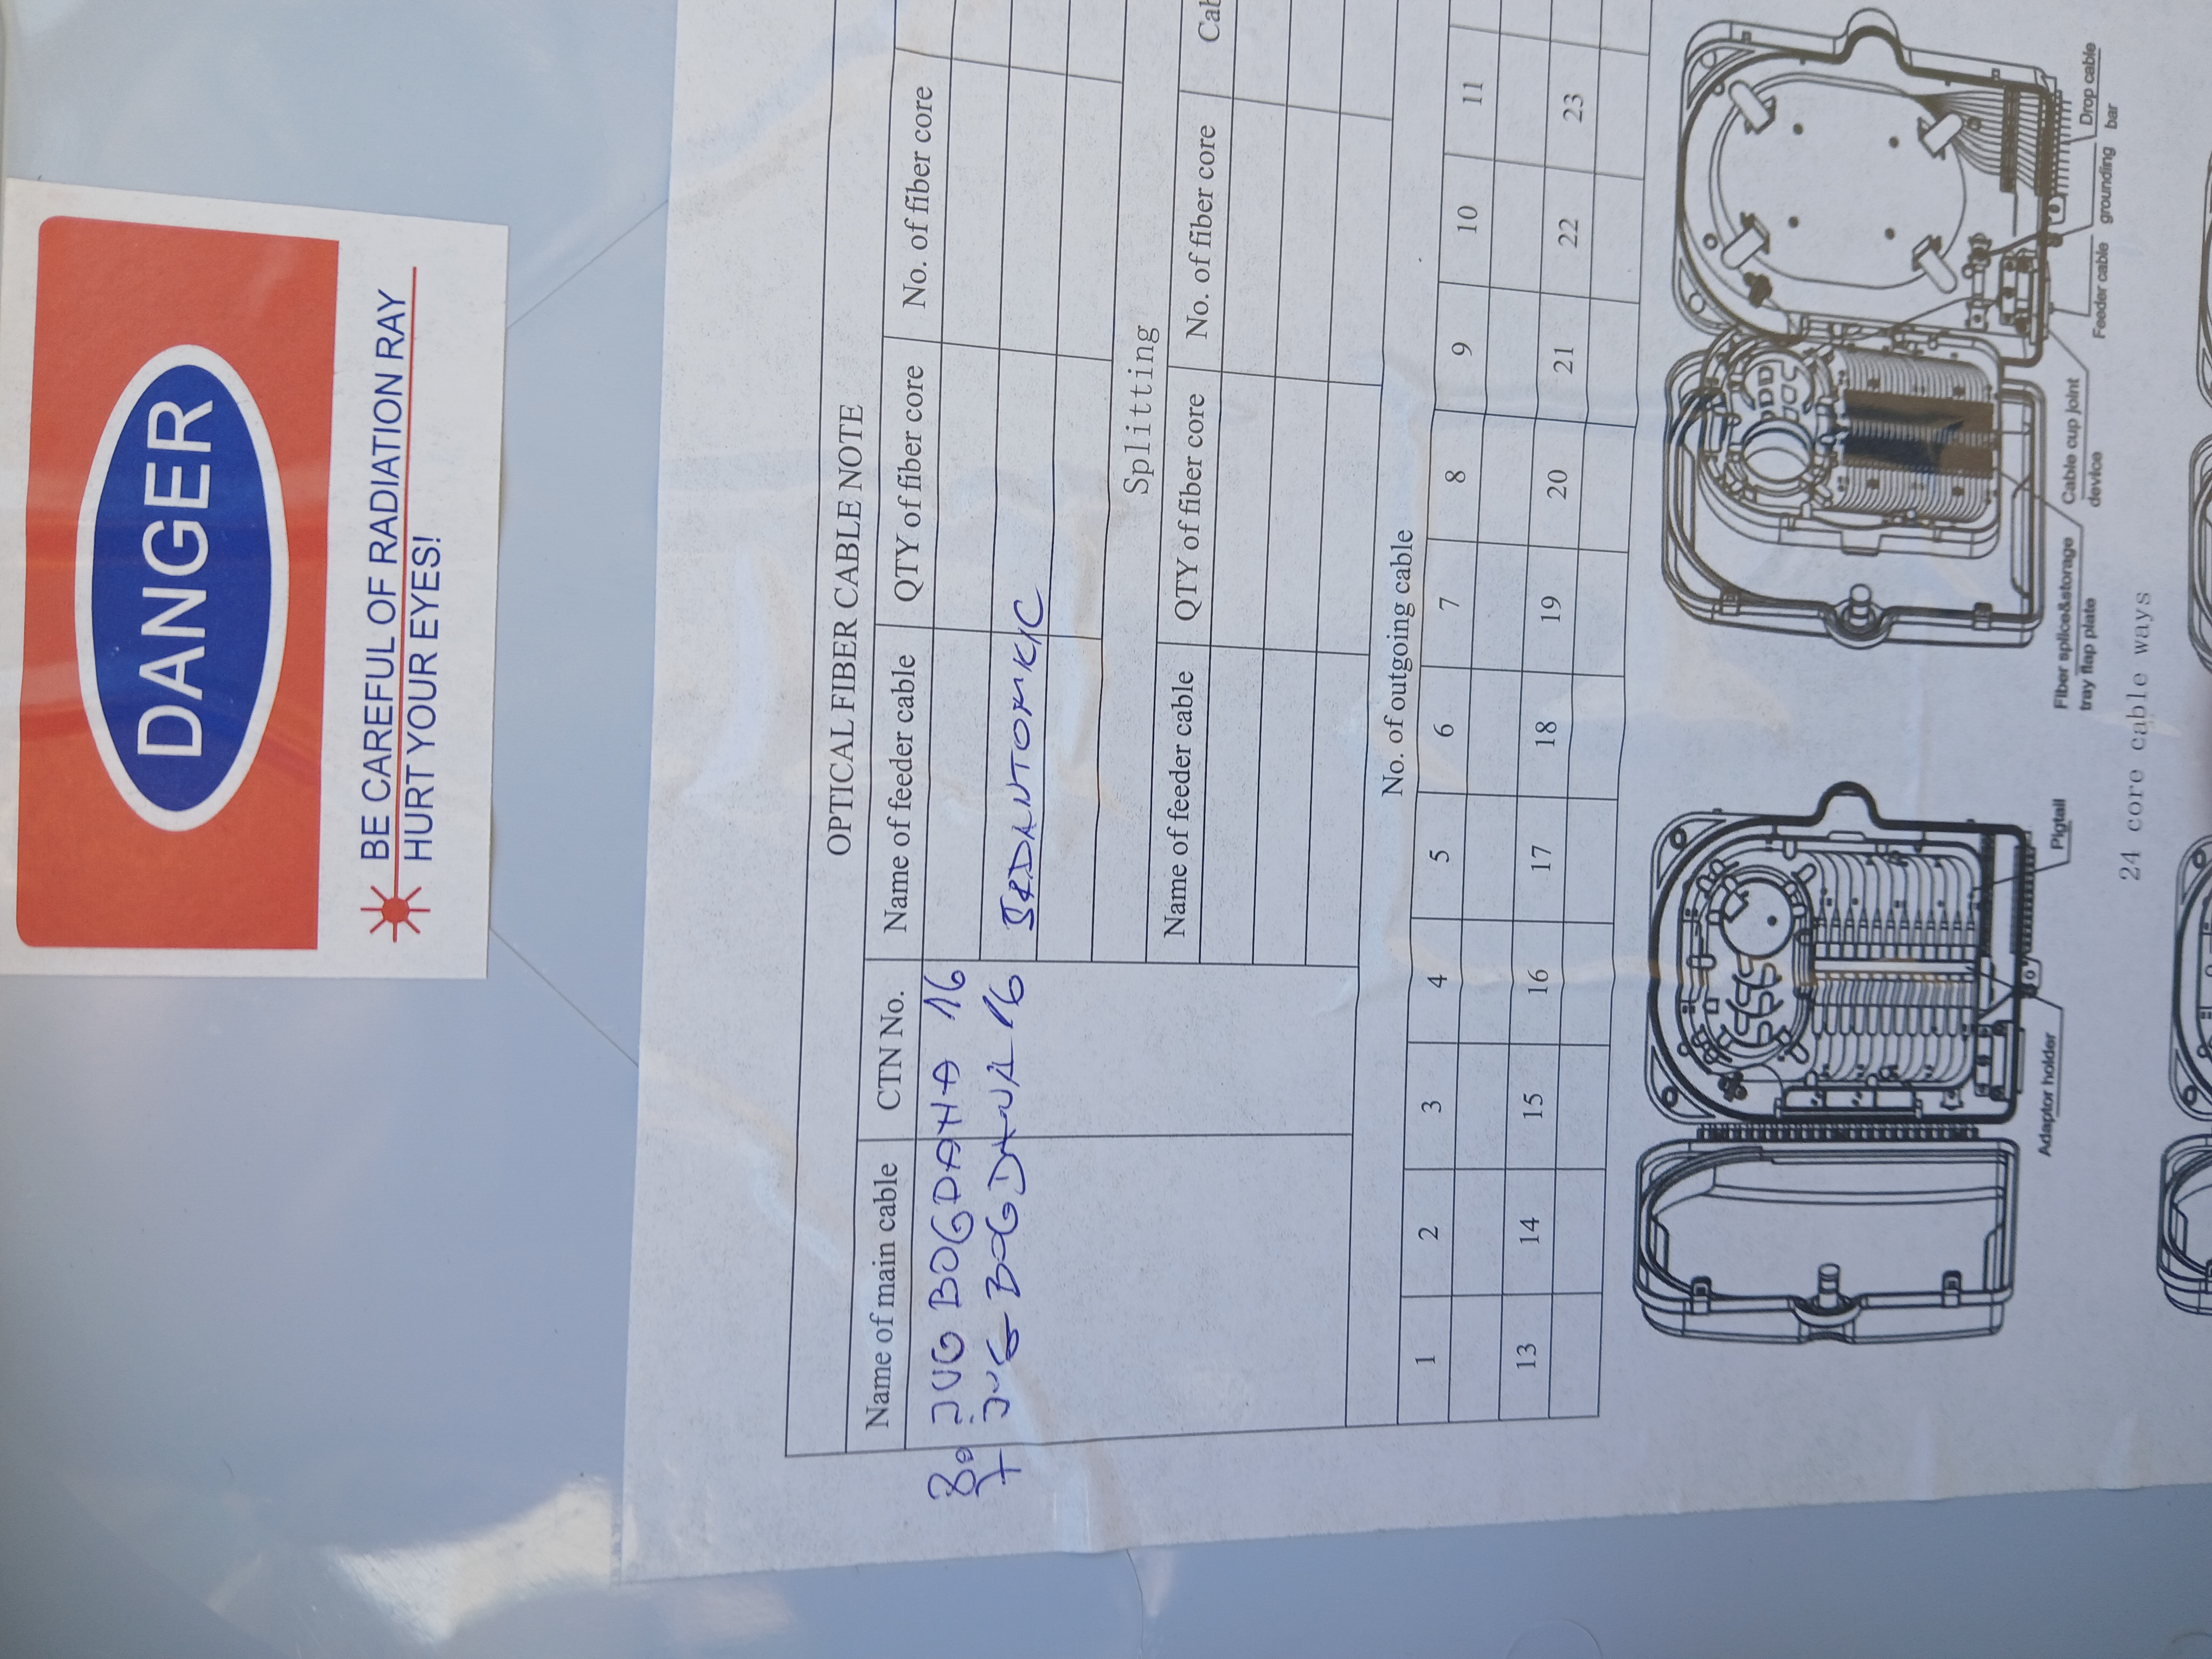 DANGER
BE CAREFUL OF RADIATION RAY
HURT YOUR EYES!
OPTICAL FIBER CABLE NOTE
Name of main cable CTN No. Name of feeder cable QTY of fiber core No. of fiber core
JUG BOGDANA 16
JUG BOGDANA 16
Splitting
Name of feeder cable QTY of fiber core No. of fiber core
No. of outgoing cable
1 2 3 4 5 6 7 8 9 10 11
13 14 15 16 17 18 19 20 21 22 23
Adaptor holder
Pigtail
Fiber splice&storage
tray flap plate
Cable cup joint
device
Feeder cable
grounding
bar
Drop cable
24 core cable ways